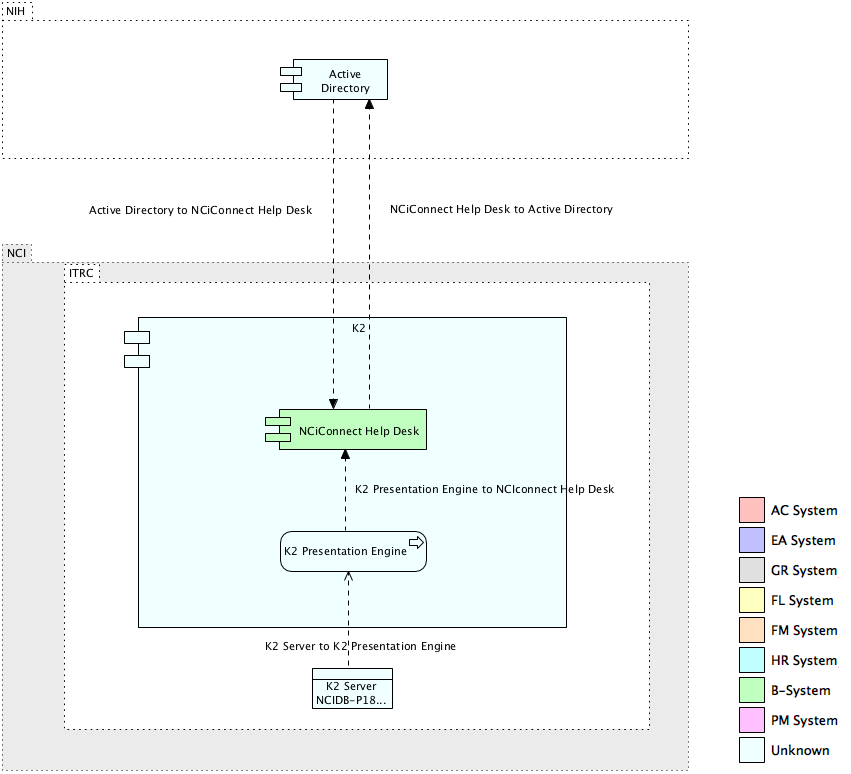 NIH
Active
Directory
Active Directory to NCiConnect Help Desk
NCiConnect Help Desk to Active Directory
NCI
ITRC
K2
NCiConnect Help Desk
K2 Presentation Engine to NCIconnect Help Desk
K2 Presentation Engine
K2 Server to K2 Presentation Engine
K2 Server
NCIDB-P18...
AC System
EA System
GR System
FL System
FM System
HR System
B-System
PM System
Unknown